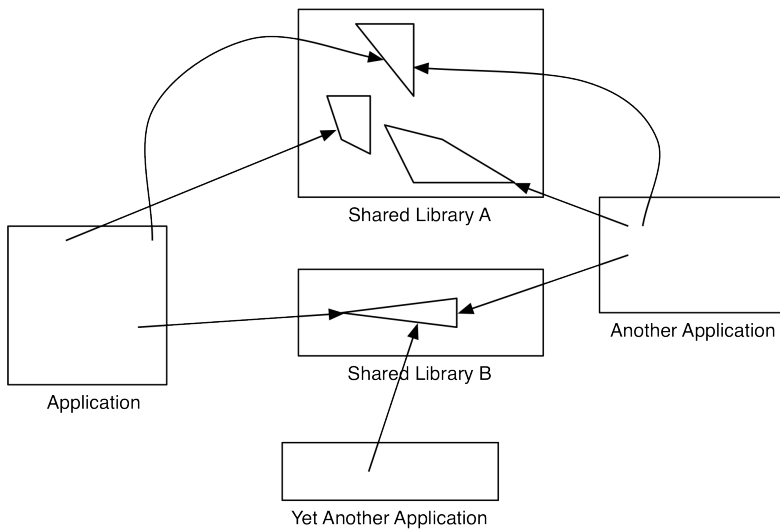 Shared Library A
Another Application
Shared Library B
Application
Yet Another Application